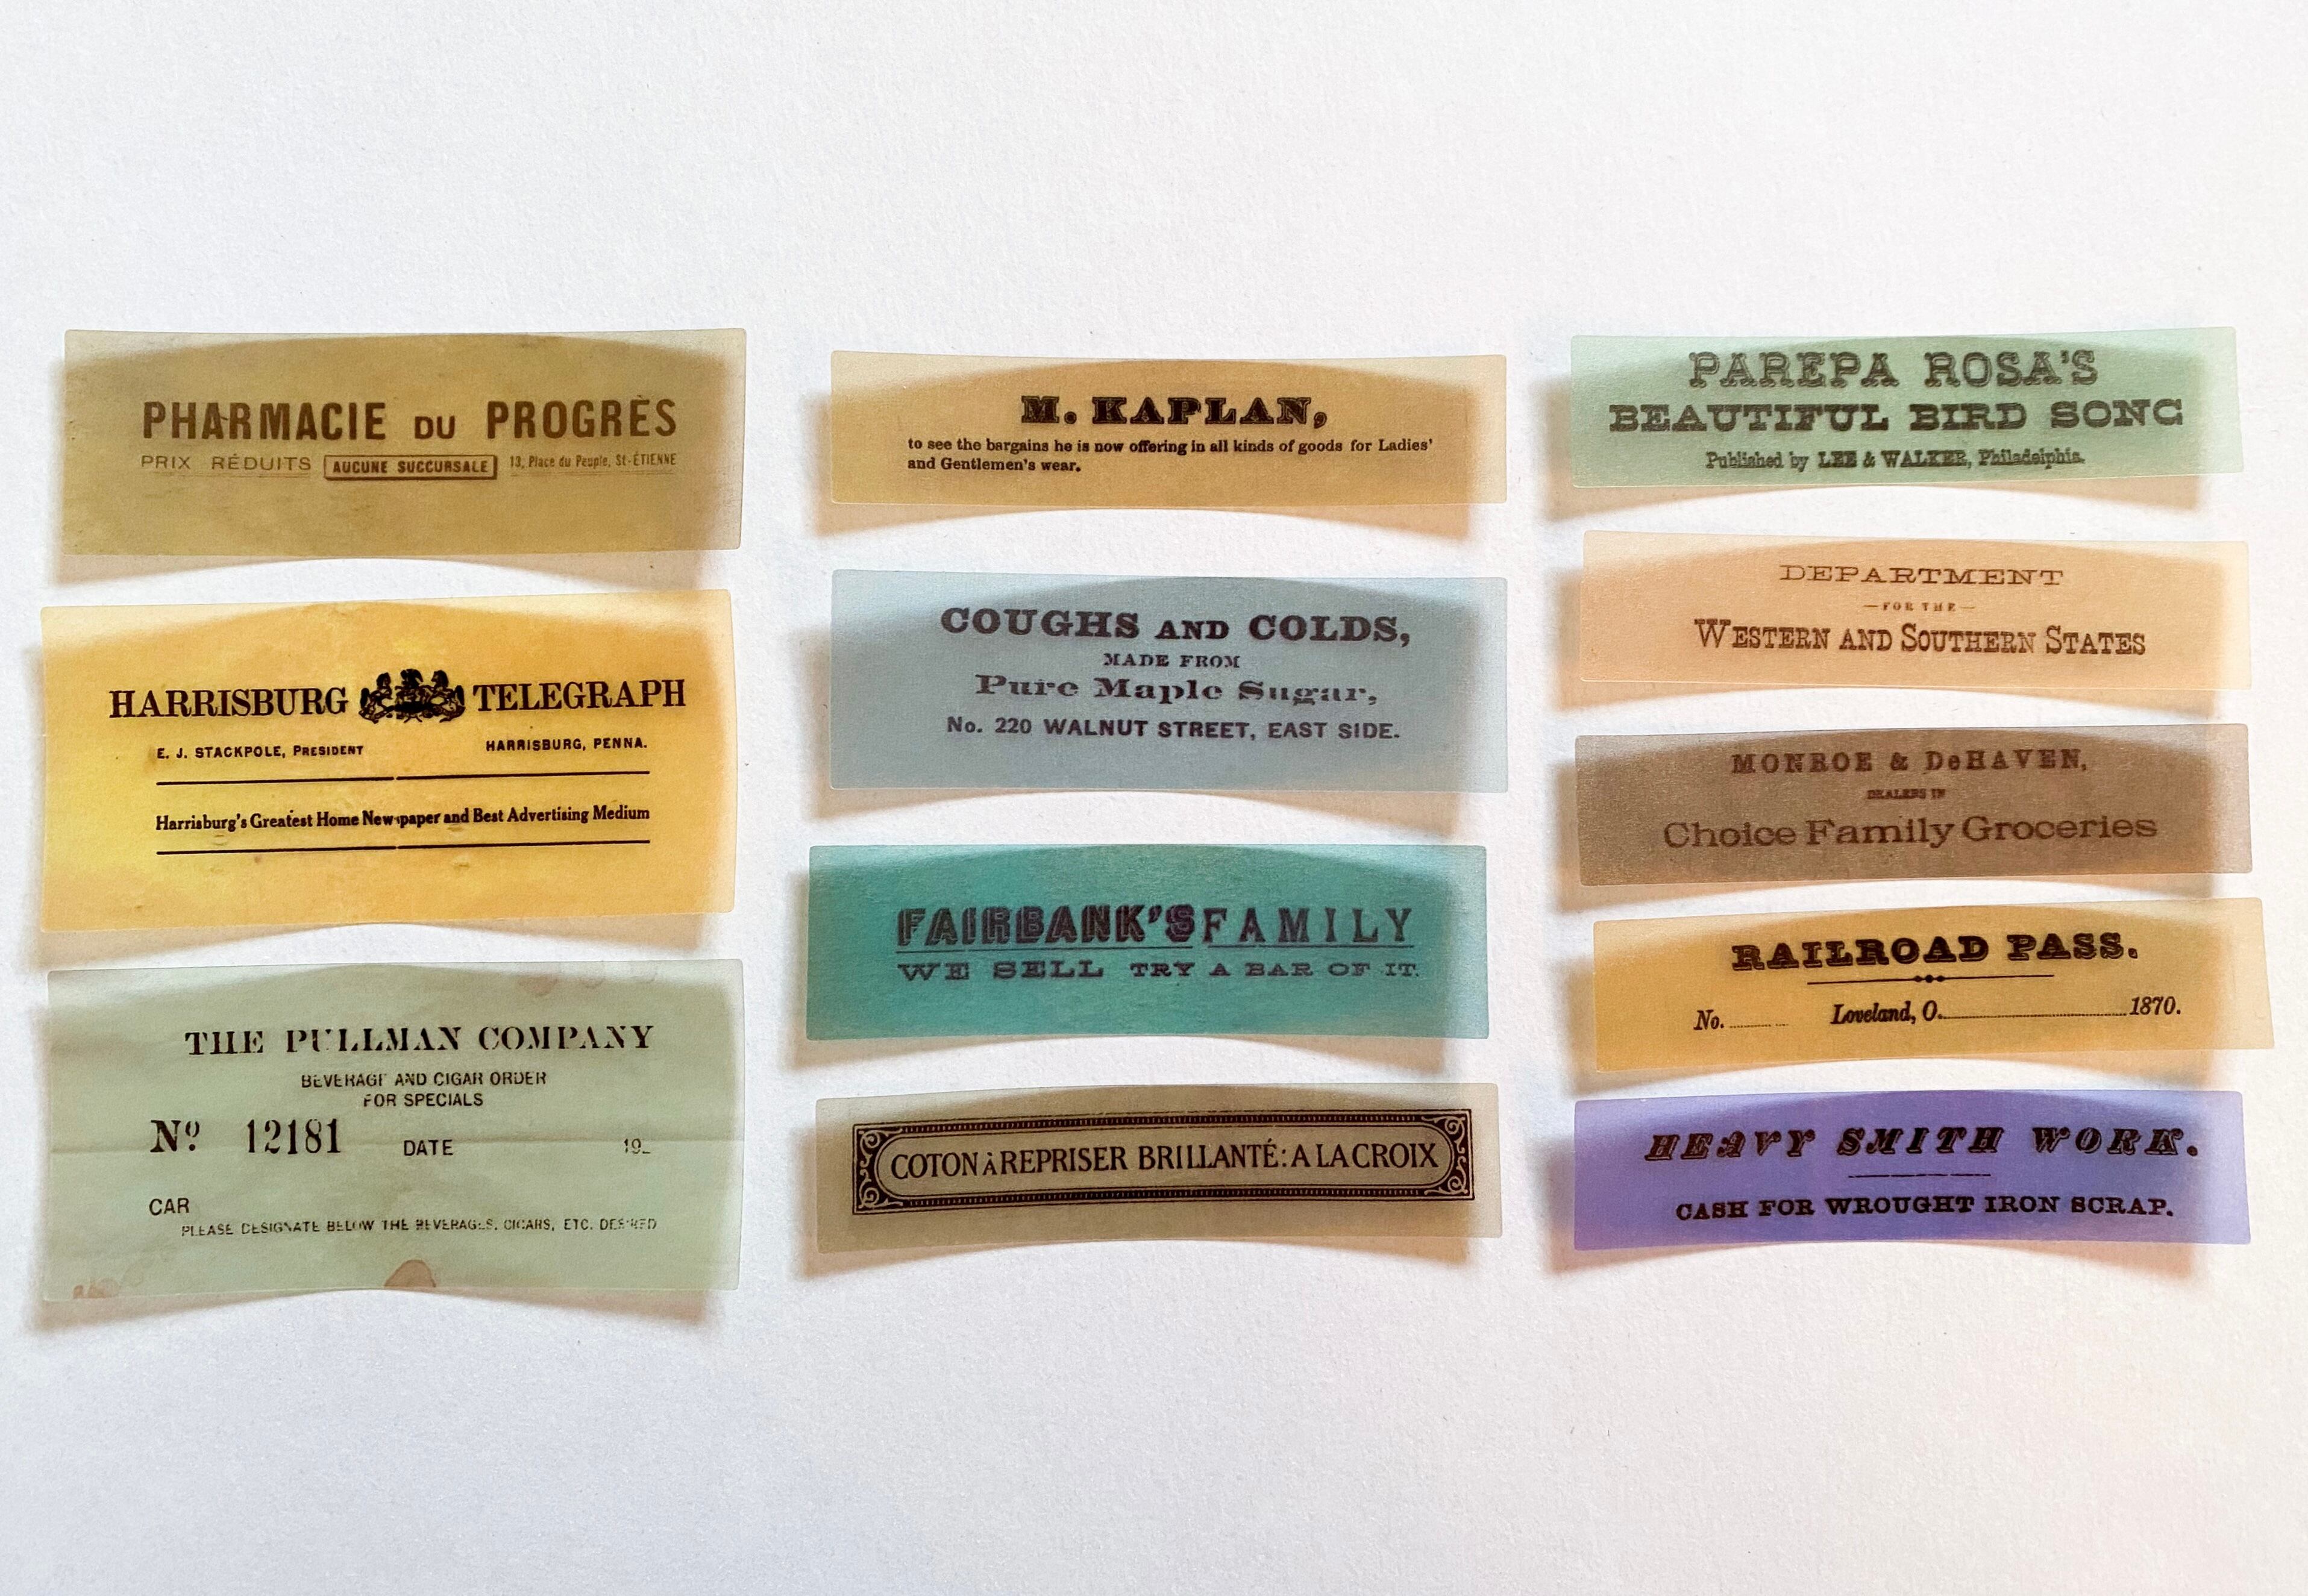 PHARMACIE DU PROGRÈS
PRIX RÉDUITS AUCUNE SUCCURSALE 13, Place du Peuple, St-ÉTIENNE
HARRISBURG TELEGRAPH
E. J. STACKPOLE, PRESIDENT HARRISBURG, PENNA.
Harrisburg's Greatest Home Newspaper and Best Advertising Medium
THE PULLMAN COMPANY
BEVERAGE AND CIGAR ORDER
FOR SPECIALS
Nº 12181 DATE 19_
CAR
PLEASE DESIGNATE BELOW THE BEVERAGES, CIGARS, ETC. DESIRED
M. KAPLAN,
to see the bargains he is now offering in all kinds of goods for Ladies'
and Gentlemen's wear.
COUGHS AND COLDS,
MADE FROM
Pure Maple Sugar,
No. 220 WALNUT STREET, EAST SIDE.
FAIRBANK'S FAMILY
WE SELL TRY A BAR OF IT.
COTON À REPRISER BRILLANTÉ: A LA CROIX
PAREPA ROSA'S
BEAUTIFUL BIRD SONG
Published by LEE & WALKER, Philadelphia.
DEPARTMENT
—FOR THE—
WESTERN AND SOUTHERN STATES
MONROE & DeHAVEN,
DEALERS IN
Choice Family Groceries
RAILROAD PASS.
No. Loveland, O. 1870.
HEAVY SMITH WORK.
CASH FOR WROUGHT IRON SCRAP.